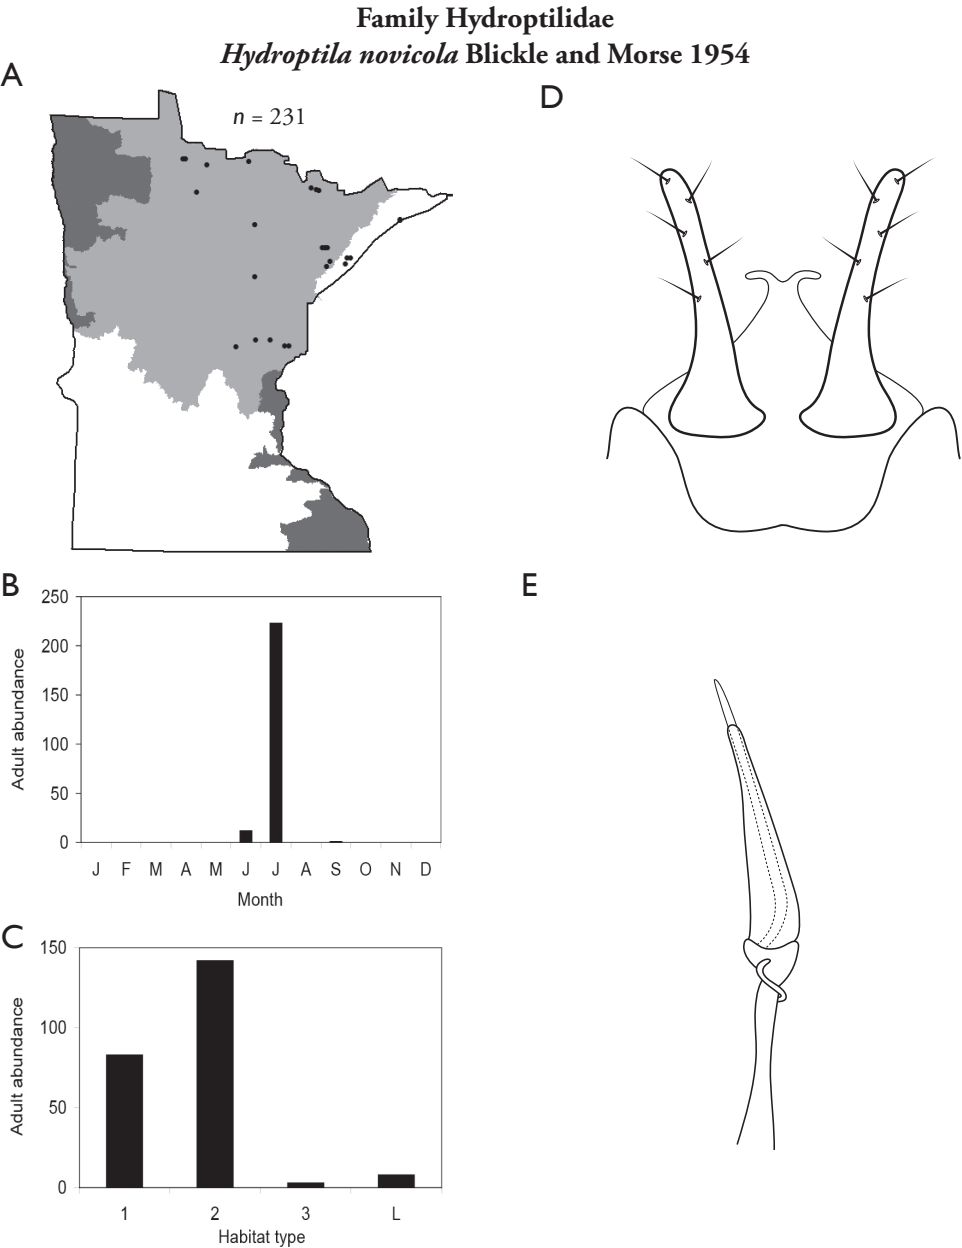 Family Hydroptilidae
Hydroptila novicola Blickle and Morse 1954
A
n = 231
D
B
250
200
150
100
50
0
Adult abundance
J F M A M J J A S O N D
Month
E
C
150
100
50
0
Adult abundance
1 2 3 L
Habitat type